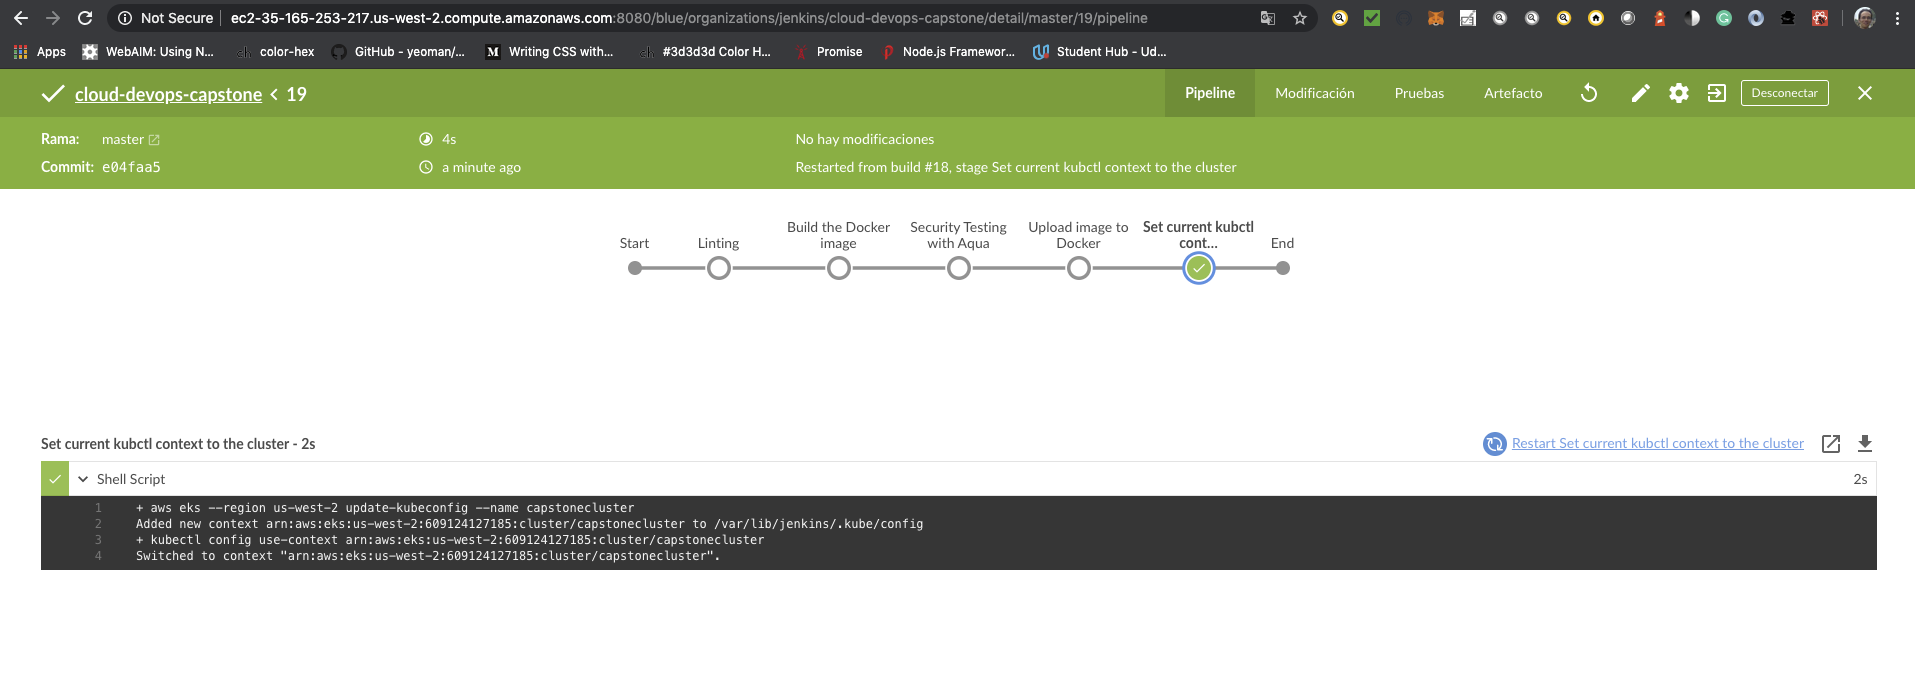 Not Secure | ec2-35-165-253-217.us-west-2.compute.amazonaws.com:8080/blue/organizations/jenkins/cloud-devops-capstone/detail/master/19/pipeline
Apps WebAIM: Using N... color-hex GitHub - yeoman/... Writing CSS with... #3d3d3d Color H... Promise Node.js Framewor... Student Hub - Ud...
cloud-devops-capstone < 19 Pipeline Modificación Pruebas Artefacto Desconectar
Rama: master 4s No hay modificaciones
Commit: e04faa5 a minute ago Restarted from build #18, stage Set current kubctl context to the cluster
Start
Linting
Build the Docker
image
Security Testing
with Aqua
Upload image to
Docker
Set current kubctl
cont...
End
Set current kubctl context to the cluster - 2s Restart Set current kubctl context to the cluster
Shell Script 2s
1 + aws eks --region us-west-2 update-kubeconfig --name capstonecluster
2 Added new context arn:aws:eks:us-west-2:609124127185:cluster/capstonecluster to /var/lib/jenkins/.kube/config
3 + kubectl config use-context arn:aws:eks:us-west-2:609124127185:cluster/capstonecluster
4 Switched to context "arn:aws:eks:us-west-2:609124127185:cluster/capstonecluster".